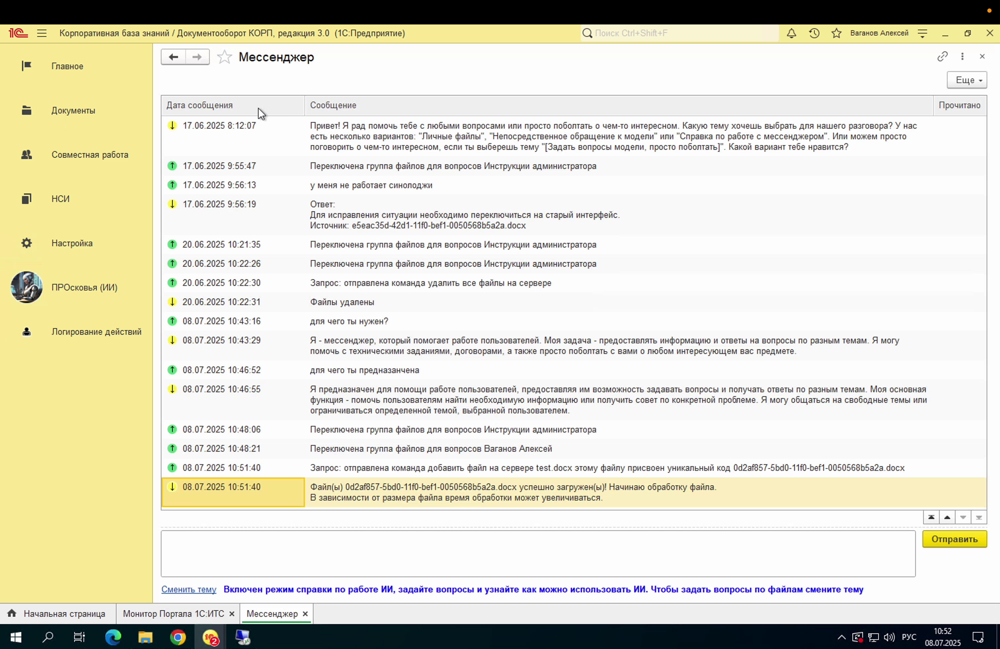 1С Корпоративная база знаний / Документооборот КОРП, редакция 3.0 (1С:Предприятие) Поиск Ctrl+Shift+F Ваганов Алексей
Главное
Документы
Совместная работа
НСИ
Настройка
ПРОсковья (ИИ)
Логирование действий
Мессенджер
Еще
Дата сообщения Сообщение Прочитано
17.06.2025 8:12:07 Привет! Я рад помочь тебе с любыми вопросами или просто поболтать о чем-то интересном. Какую тему хочешь выбрать для нашего разговора? У нас
есть несколько вариантов: "Личные файлы", "Непосредственное обращение к модели" или "Справка по работе с мессенджером". Или можем просто
поговорить о чем-то интересном, если ты выберешь тему "[Задать вопросы модели, просто поболтать]". Какой вариант тебе нравится?
17.06.2025 9:55:47 Переключена группа файлов для вопросов Инструкции администратора
17.06.2025 9:56:13 у меня не работает синолоджи
17.06.2025 9:56:19 Ответ:
Для исправления ситуации необходимо переключиться на старый интерфейс.
Источник: e5eac35d-42d1-11f0-bef1-0050568b5a2a.docx
20.06.2025 10:21:35 Переключена группа файлов для вопросов Инструкции администратора
20.06.2025 10:22:26 Переключена группа файлов для вопросов Инструкции администратора
20.06.2025 10:22:30 Запрос: отправлена команда удалить все файлы на сервере
20.06.2025 10:22:31 Файлы удалены
08.07.2025 10:43:16 для чего ты нужен?
08.07.2025 10:43:29 Я - мессенджер, который помогает работе пользователей. Моя задача - предоставлять информацию и ответы на вопросы по разным темам. Я могу
помочь с техническими заданиями, договорами, а также просто поболтать с вами о любом интересующем вас предмете.
08.07.2025 10:46:52 для чего ты предназанчена
08.07.2025 10:46:55 Я предназначен для помощи работе пользователей, предоставляя им возможность задавать вопросы и получать ответы по разным темам. Моя основная
функция - помочь пользователям найти необходимую информацию или получить совет по конкретной проблеме. Я могу общаться на свободные темы или
ограничиваться определенной темой, выбранной пользователем.
08.07.2025 10:48:06 Переключена группа файлов для вопросов Инструкции администратора
08.07.2025 10:48:21 Переключена группа файлов для вопросов Ваганов Алексей
08.07.2025 10:51:40 Запрос: отправлена команда добавить файл на сервере test.docx этому файлу присвоен уникальный код 0d2af857-5bd0-11f0-bef1-0050568b5a2a.docx
08.07.2025 10:51:40 Файл(ы) 0d2af857-5bd0-11f0-bef1-0050568b5a2a.docx успешно загружен(ы)! Начинаю обработку файла.
В зависимости от размера файла время обработки может увеличиваться.
Отправить
Сменить тему Включен режим справки по работе ИИ, задайте вопросы и узнайте как можно использовать ИИ. Чтобы задать вопросы по файлам смените тему
Начальная страница Монитор Портала 1С:ИТС Мессенджер
1С 2 РУС 10:52
08.07.2025